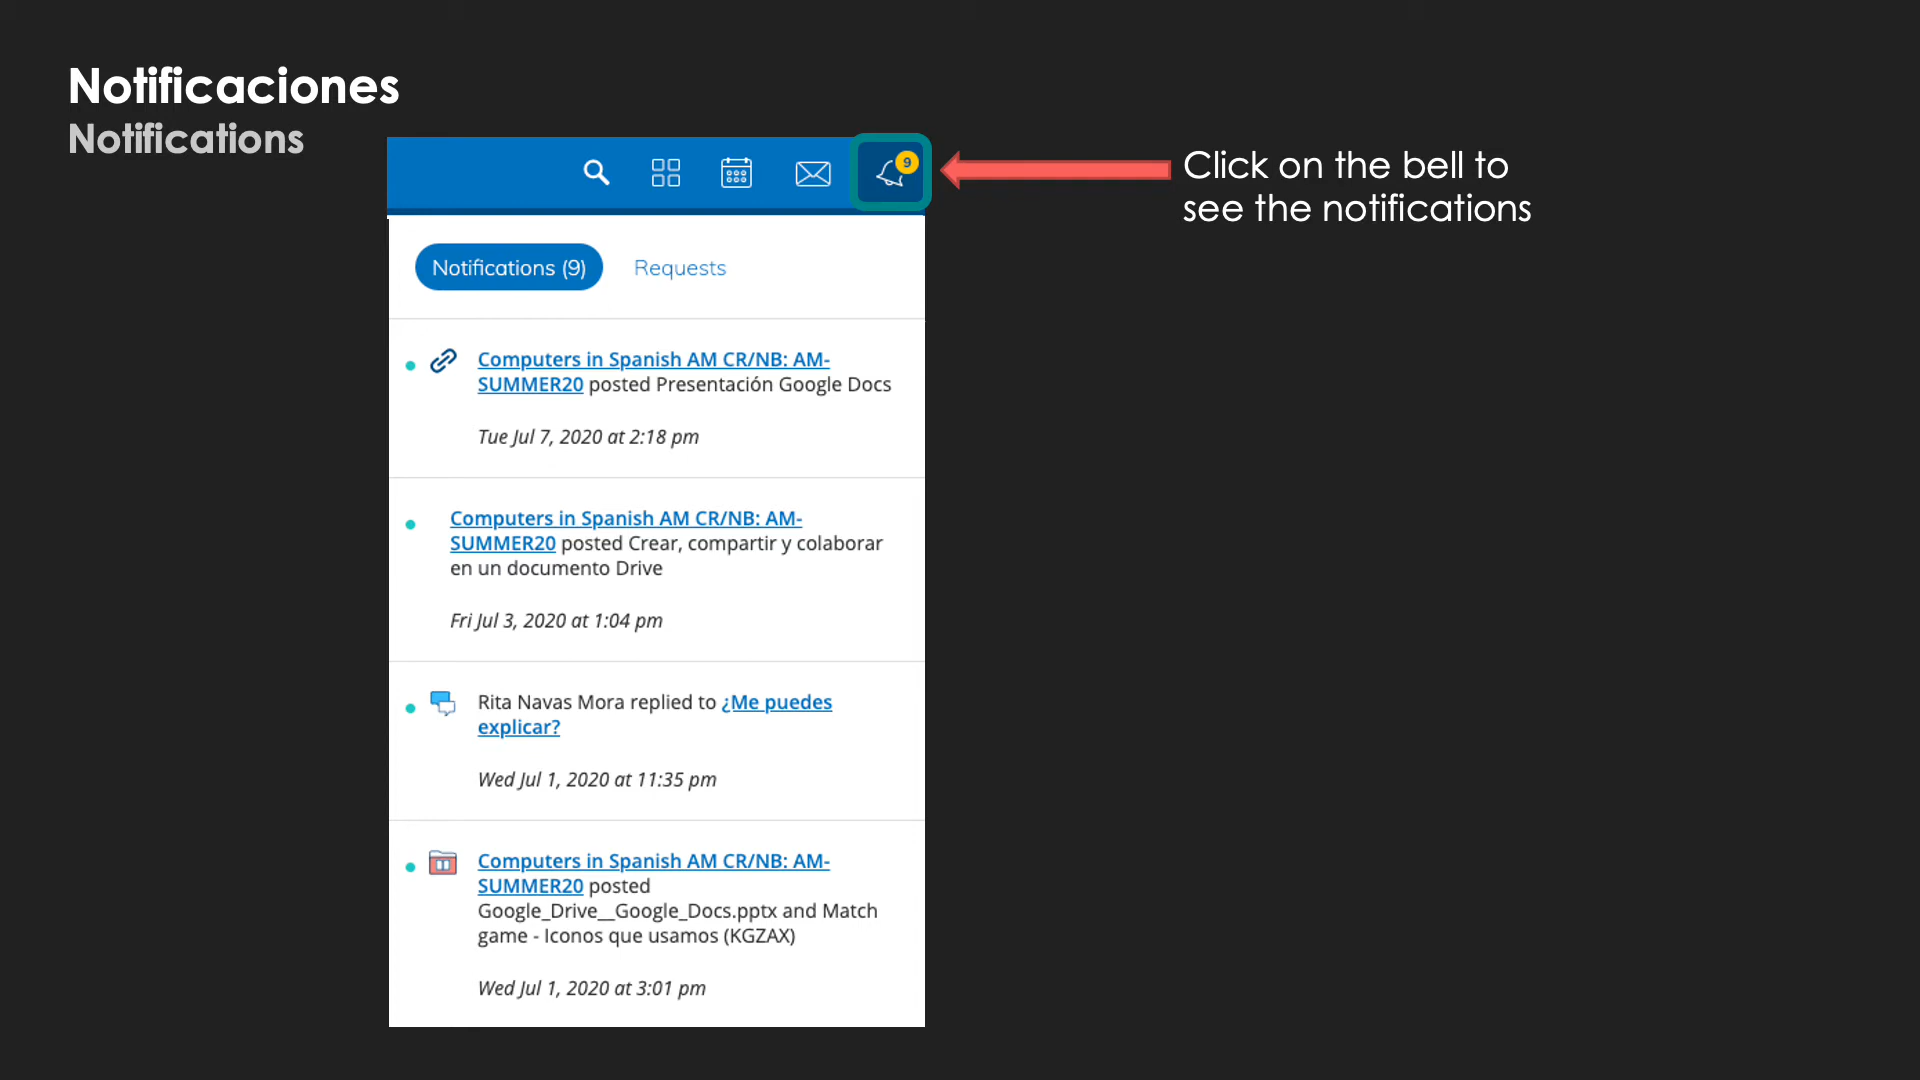 Notificaciones
Notifications
9
Click on the bell to
see the notifications
Notifications (9)
Requests
Computers in Spanish AM CR/NB: AM-
SUMMER20 posted Presentación Google Docs
Tue Jul 7, 2020 at 2:18 pm
Computers in Spanish AM CR/NB: AM-
SUMMER20 posted Crear, compartir y colaborar
en un documento Drive
Fri Jul 3, 2020 at 1:04 pm
Rita Navas Mora replied to ¿Me puedes
explicar?
Wed Jul 1, 2020 at 11:35 pm
Computers in Spanish AM CR/NB: AM-
SUMMER20 posted
Google_Drive__Google_Docs.pptx and Match
game - Iconos que usamos (KGZAX)
Wed Jul 1, 2020 at 3:01 pm